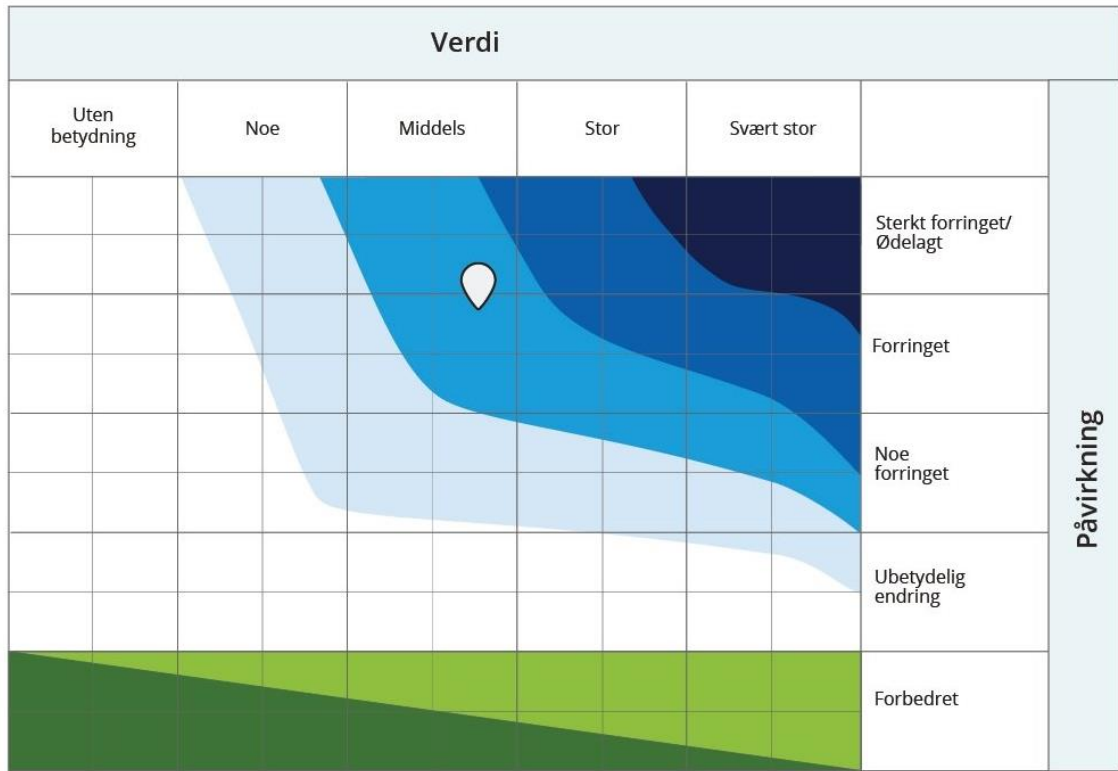 Verdi
Uten
betydning
Noe
Middels
Stor
Svært stor
Sterkt forringet/
Ødelagt
Forringet
Noe
forringet
Ubetydelig
endring
Forbedret
Påvirkning